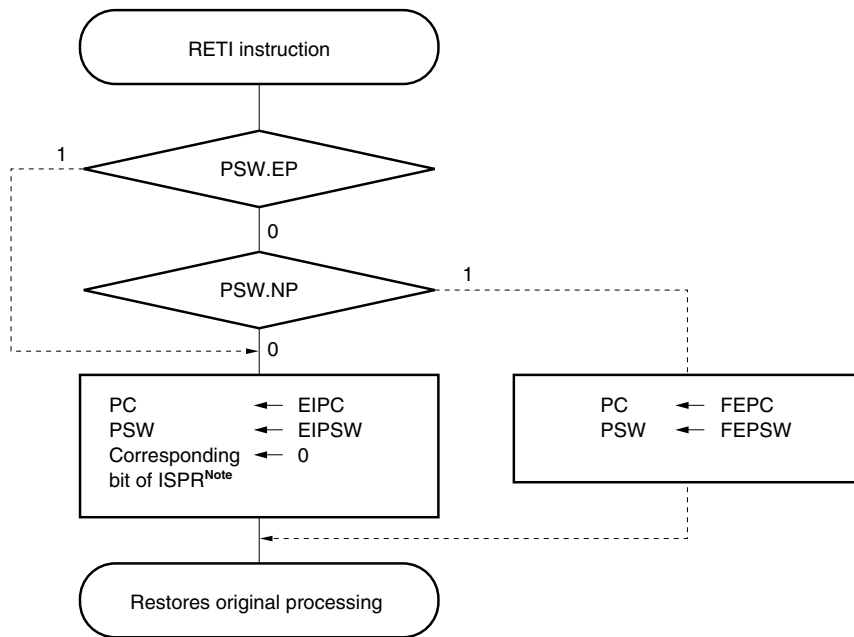 RETI instruction
1
PSW.EP
0
PSW.NP
1
0
PC ← EIPC
PSW ← EIPSW
Corresponding ← 0
bit of ISPRNote
PC ← FEPC
PSW ← FEPSW
Restores original processing